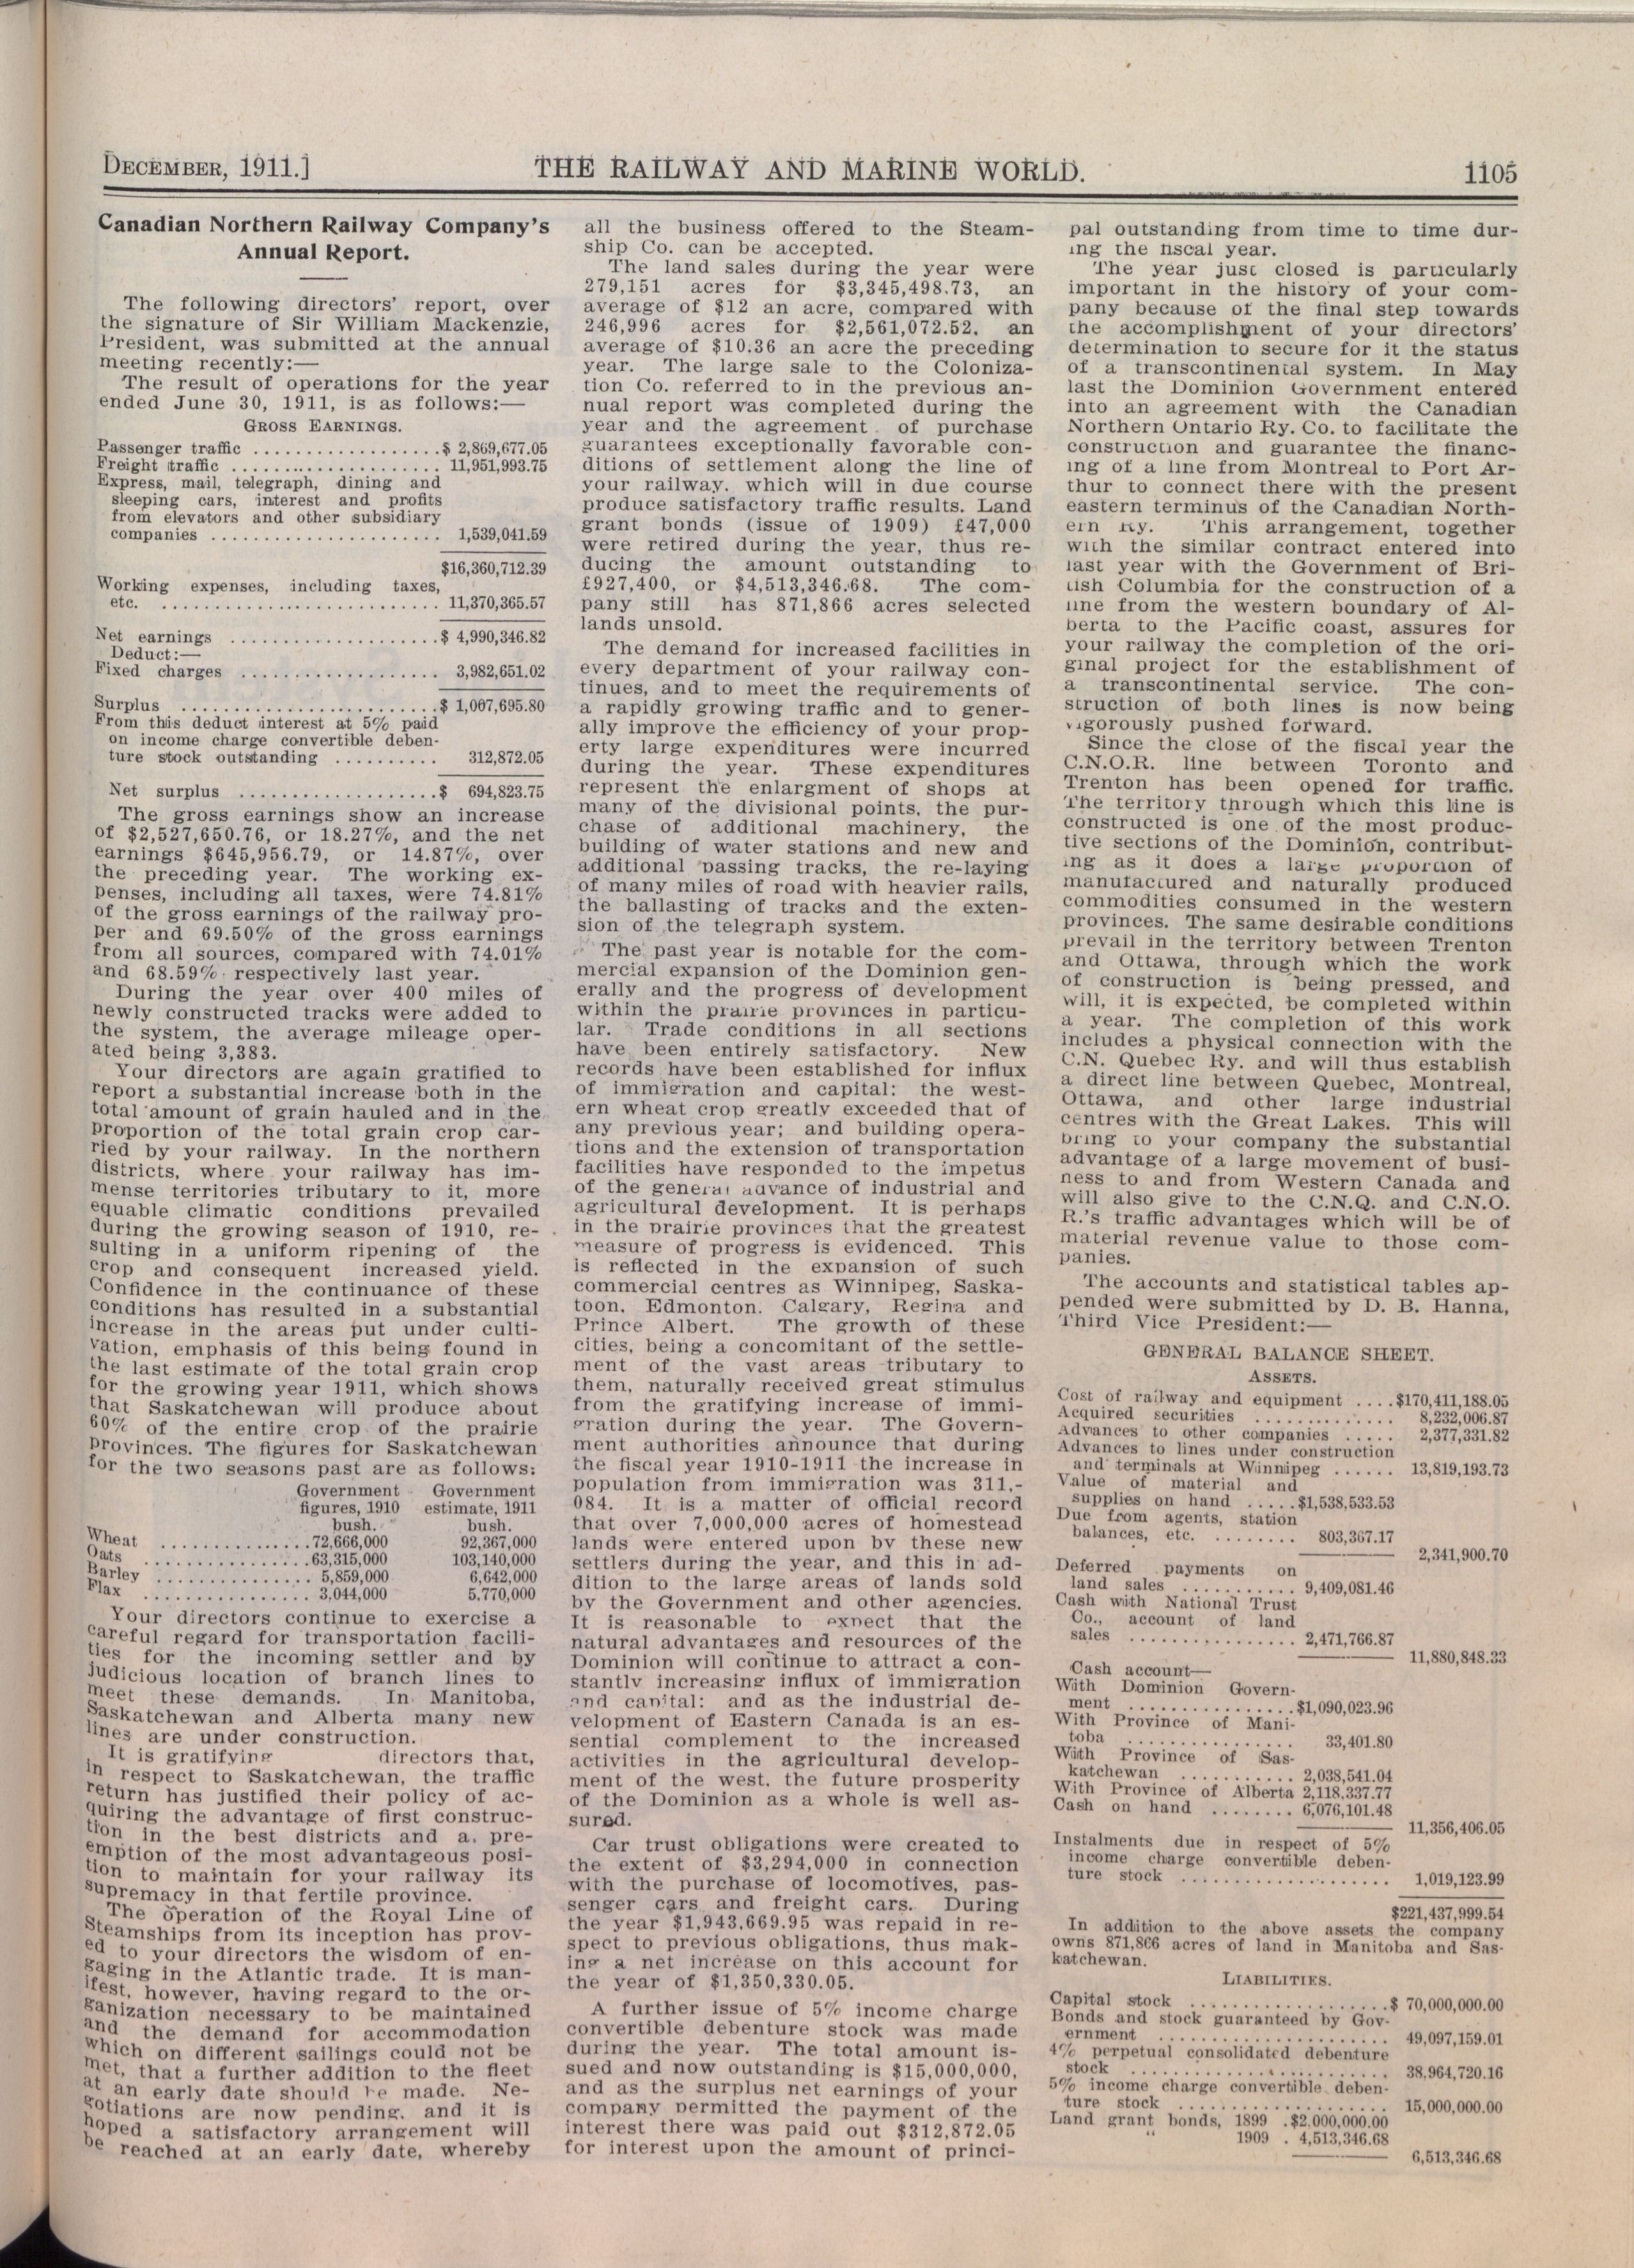 DECEMBER, 1911.] THE RAILWAY AND MARINE WORLD. 1105
Canadian Northern Railway Company's
Annual Report.
The following directors' report, over
the signature of Sir William Mackenzie,
President, was submitted at the annual
meeting recently:—
The result of operations for the year
ended June 30, 1911, is as follows:—
GROSS EARNINGS.
Passenger traffic ..................$ 2,869,677.05
Freight traffic .................... 11,951,993.75
Express, mail, telegraph, dining and
sleeping cars, interest and profits
from elevators and other subsidiary
companies ...................... 1,539,041.59
$16,360,712.39
Working expenses, including taxes,
etc. ........................... 11,370,365.57
Net earnings ....................$ 4,990,346.82
Deduct:—
Fixed charges ................... 3,982,651.02
Surplus ........................$ 1,007,695.80
From this deduct interest at 5% paid
on income charge convertible deben-
ture stock outstanding .......... 312,872.05
Net surplus ...................$ 694,823.75
The gross earnings show an increase
of $2,527,650.76, or 18.27%, and the net
earnings $645,956.79, or 14.87%, over
the preceding year. The working ex-
penses, including all taxes, were 74.81%
of the gross earnings of the railway pro-
per and 69.50% of the gross earnings
from all sources, compared with 74.01%
and 68.59% respectively last year.
During the year over 400 miles of
newly constructed tracks were added to
the system, the average mileage oper-
ated being 3,383.
Your directors are again gratified to
report a substantial increase both in the
total amount of grain hauled and in the
proportion of the total grain crop car-
ried by your railway. In the northern
districts, where your railway has im-
mense territories tributary to it, more
equable climatic conditions prevailed
during the growing season of 1910, re-
sulting in a uniform ripening of the
crop and consequent increased yield.
Confidence in the continuance of these
conditions has resulted in a substantial
increase in the areas put under culti-
vation, emphasis of this being found in
the last estimate of the total grain crop
for the growing year 1911, which shows
that Saskatchewan will produce about
60% of the entire crop of the prairie
provinces. The figures for Saskatchewan
for the two seasons past are as follows:
Government Government
figures, 1910 estimate, 1911
bush. bush.
Wheat ...............72,666,000 92,367,000
Oats ................63,315,000 103,140,000
Barley ............... 5,859,000 6,642,000
Flax ................ 3,044,000 5,770,000
Your directors continue to exercise a
careful regard for transportation facili-
ties for the incoming settler and by
judicious location of branch lines to
meet these demands. In Manitoba,
Saskatchewan and Alberta many new
lines are under construction.
It is gratifying directors that,
in respect to Saskatchewan, the traffic
return has justified their policy of ac-
quiring the advantage of first construc-
tion in the best districts and a pre-
emption of the most advantageous posi-
tion to maintain for your railway its
supremacy in that fertile province.
The operation of the Royal Line of
Steamships from its inception has prov-
ed to your directors the wisdom of en-
gaging in the Atlantic trade. It is man-
ifest, however, having regard to the or-
ganization necessary to be maintained
and the demand for accommodation
which on different sailings could not be
met, that a further addition to the fleet
at an early date should be made. Ne-
gotiations are now pending, and it is
hoped a satisfactory arrangement will
be reached at an early date, whereby
all the business offered to the Steam-
ship Co. can be accepted.
The land sales during the year were
279,151 acres for $3,345,498.73, an
average of $12 an acre, compared with
246,996 acres for $2,561,072.52, an
average of $10.36 an acre the preceding
year. The large sale to the Coloniza-
tion Co. referred to in the previous an-
nual report was completed during the
year and the agreement of purchase
guarantees exceptionally favorable con-
ditions of settlement along the line of
your railway, which will in due course
produce satisfactory traffic results. Land
grant bonds (issue of 1909) £47,000
were retired during the year, thus re-
ducing the amount outstanding to
£927,400, or $4,513,346.68. The com-
pany still has 871,866 acres selected
lands unsold.
The demand for increased facilities in
every department of your railway con-
tinues, and to meet the requirements of
a rapidly growing traffic and to gener-
ally improve the efficiency of your prop-
erty large expenditures were incurred
during the year. These expenditures
represent the enlargment of shops at
many of the divisional points, the pur-
chase of additional machinery, the
building of water stations and new and
additional passing tracks, the re-laying
of many miles of road with heavier rails,
the ballasting of tracks and the exten-
sion of the telegraph system.
The past year is notable for the com-
mercial expansion of the Dominion gen-
erally and the progress of development
within the prairie provinces in particu-
lar. Trade conditions in all sections
have been entirely satisfactory. New
records have been established for influx
of immigration and capital: the west-
ern wheat crop greatly exceeded that of
any previous year; and building opera-
tions and the extension of transportation
facilities have responded to the impetus
of the general advance of industrial and
agricultural development. It is perhaps
in the prairie provinces that the greatest
measure of progress is evidenced. This
is reflected in the expansion of such
commercial centres as Winnipeg, Saska-
toon, Edmonton, Calgary, Regina and
Prince Albert. The growth of these
cities, being a concomitant of the settle-
ment of the vast areas tributary to
them, naturally received great stimulus
from the gratifying increase of immi-
gration during the year. The Govern-
ment authorities announce that during
the fiscal year 1910-1911 the increase in
population from immigration was 311,-
084. It is a matter of official record
that over 7,000,000 acres of homestead
lands were entered upon by these new
settlers during the year, and this in ad-
dition to the large areas of lands sold
by the Government and other agencies.
It is reasonable to expect that the
natural advantages and resources of the
Dominion will continue to attract a con-
stantly increasing influx of immigration
and capital: and as the industrial de-
velopment of Eastern Canada is an es-
sential complement to the increased
activities in the agricultural develop-
ment of the west, the future prosperity
of the Dominion as a whole is well as-
sured.
Car trust obligations were created to
the extent of $3,294,000 in connection
with the purchase of locomotives, pas-
senger cars and freight cars. During
the year $1,943,669.95 was repaid in re-
spect to previous obligations, thus mak-
ing a net increase on this account for
the year of $1,350,330.05.
A further issue of 5% income charge
convertible debenture stock was made
during the year. The total amount is-
sued and now outstanding is $15,000,000,
and as the surplus net earnings of your
company permitted the payment of the
interest there was paid out $312,872.05
for interest upon the amount of princi-
pal outstanding from time to time dur-
ing the fiscal year.
The year just closed is particularly
important in the history of your com-
pany because of the final step towards
the accomplishment of your directors'
determination to secure for it the status
of a transcontinental system. In May
last the Dominion Government entered
into an agreement with the Canadian
Northern Ontario Ry. Co. to facilitate the
construction and guarantee the financ-
ing of a line from Montreal to Port Ar-
thur to connect there with the present
eastern terminus of the Canadian North-
ern Ry. This arrangement, together
with the similar contract entered into
last year with the Government of Bri-
tish Columbia for the construction of a
line from the western boundary of Al-
berta to the Pacific coast, assures for
your railway the completion of the ori-
ginal project for the establishment of
a transcontinental service. The con-
struction of both lines is now being
vigorously pushed forward.
Since the close of the fiscal year the
C.N.O.R. line between Toronto and
Trenton has been opened for traffic.
The territory through which this line is
constructed is one of the most produc-
tive sections of the Dominion, contribut-
ing as it does a large proportion of
manufactured and naturally produced
commodities consumed in the western
provinces. The same desirable conditions
prevail in the territory between Trenton
and Ottawa, through which the work
of construction is being pressed, and
will, it is expected, be completed within
a year. The completion of this work
includes a physical connection with the
C.N. Quebec Ry. and will thus establish
a direct line between Quebec, Montreal,
Ottawa, and other large industrial
centres with the Great Lakes. This will
bring to your company the substantial
advantage of a large movement of busi-
ness to and from Western Canada and
will also give to the C.N.Q. and C.N.O.
R.'s traffic advantages which will be of
material revenue value to those com-
panies.
The accounts and statistical tables ap-
pended were submitted by D. B. Hanna,
Third Vice President:—
GENERAL BALANCE SHEET.
ASSETS.
Cost of railway and equipment ....$170,411,188.05
Acquired securities .............. 8,232,006.87
Advances to other companies ..... 2,377,331.82
Advances to lines under construction
and terminals at Winnipeg ...... 13,819,193.73
Value of material and
supplies on hand .....$1,538,533.53
Due from agents, station
balances, etc. ........ 803,367.17
2,341,900.70
Deferred payments on
land sales ........... 9,409,081.46
Cash with National Trust
Co., account of land
sales ................ 2,471,766.87
11,880,848.33
Cash account—
With Dominion Govern-
ment ................$1,090,023.96
With Province of Mani-
toba ................ 33,401.80
With Province of Sas-
katchewan ........... 2,038,541.04
With Province of Alberta 2,118,337.77
Cash on hand ........ 6,076,101.48
11,356,406.05
Instalments due in respect of 5%
income charge convertible deben-
ture stock .................... 1,019,123.99
$221,437,999.54
In addition to the above assets the company
owns 871,866 acres of land in Manitoba and Sas-
katchewan.
LIABILITIES.
Capital stock ...................$ 70,000,000.00
Bonds and stock guaranteed by Gov-
ernment ...................... 49,097,159.01
4% perpetual consolidated debenture
stock ........................ 38,964,720.16
5% income charge convertible deben-
ture stock .................... 15,000,000.00
Land grant bonds, 1899 .$2,000,000.00
" 1909 . 4,513,346.68
6,513,346.68